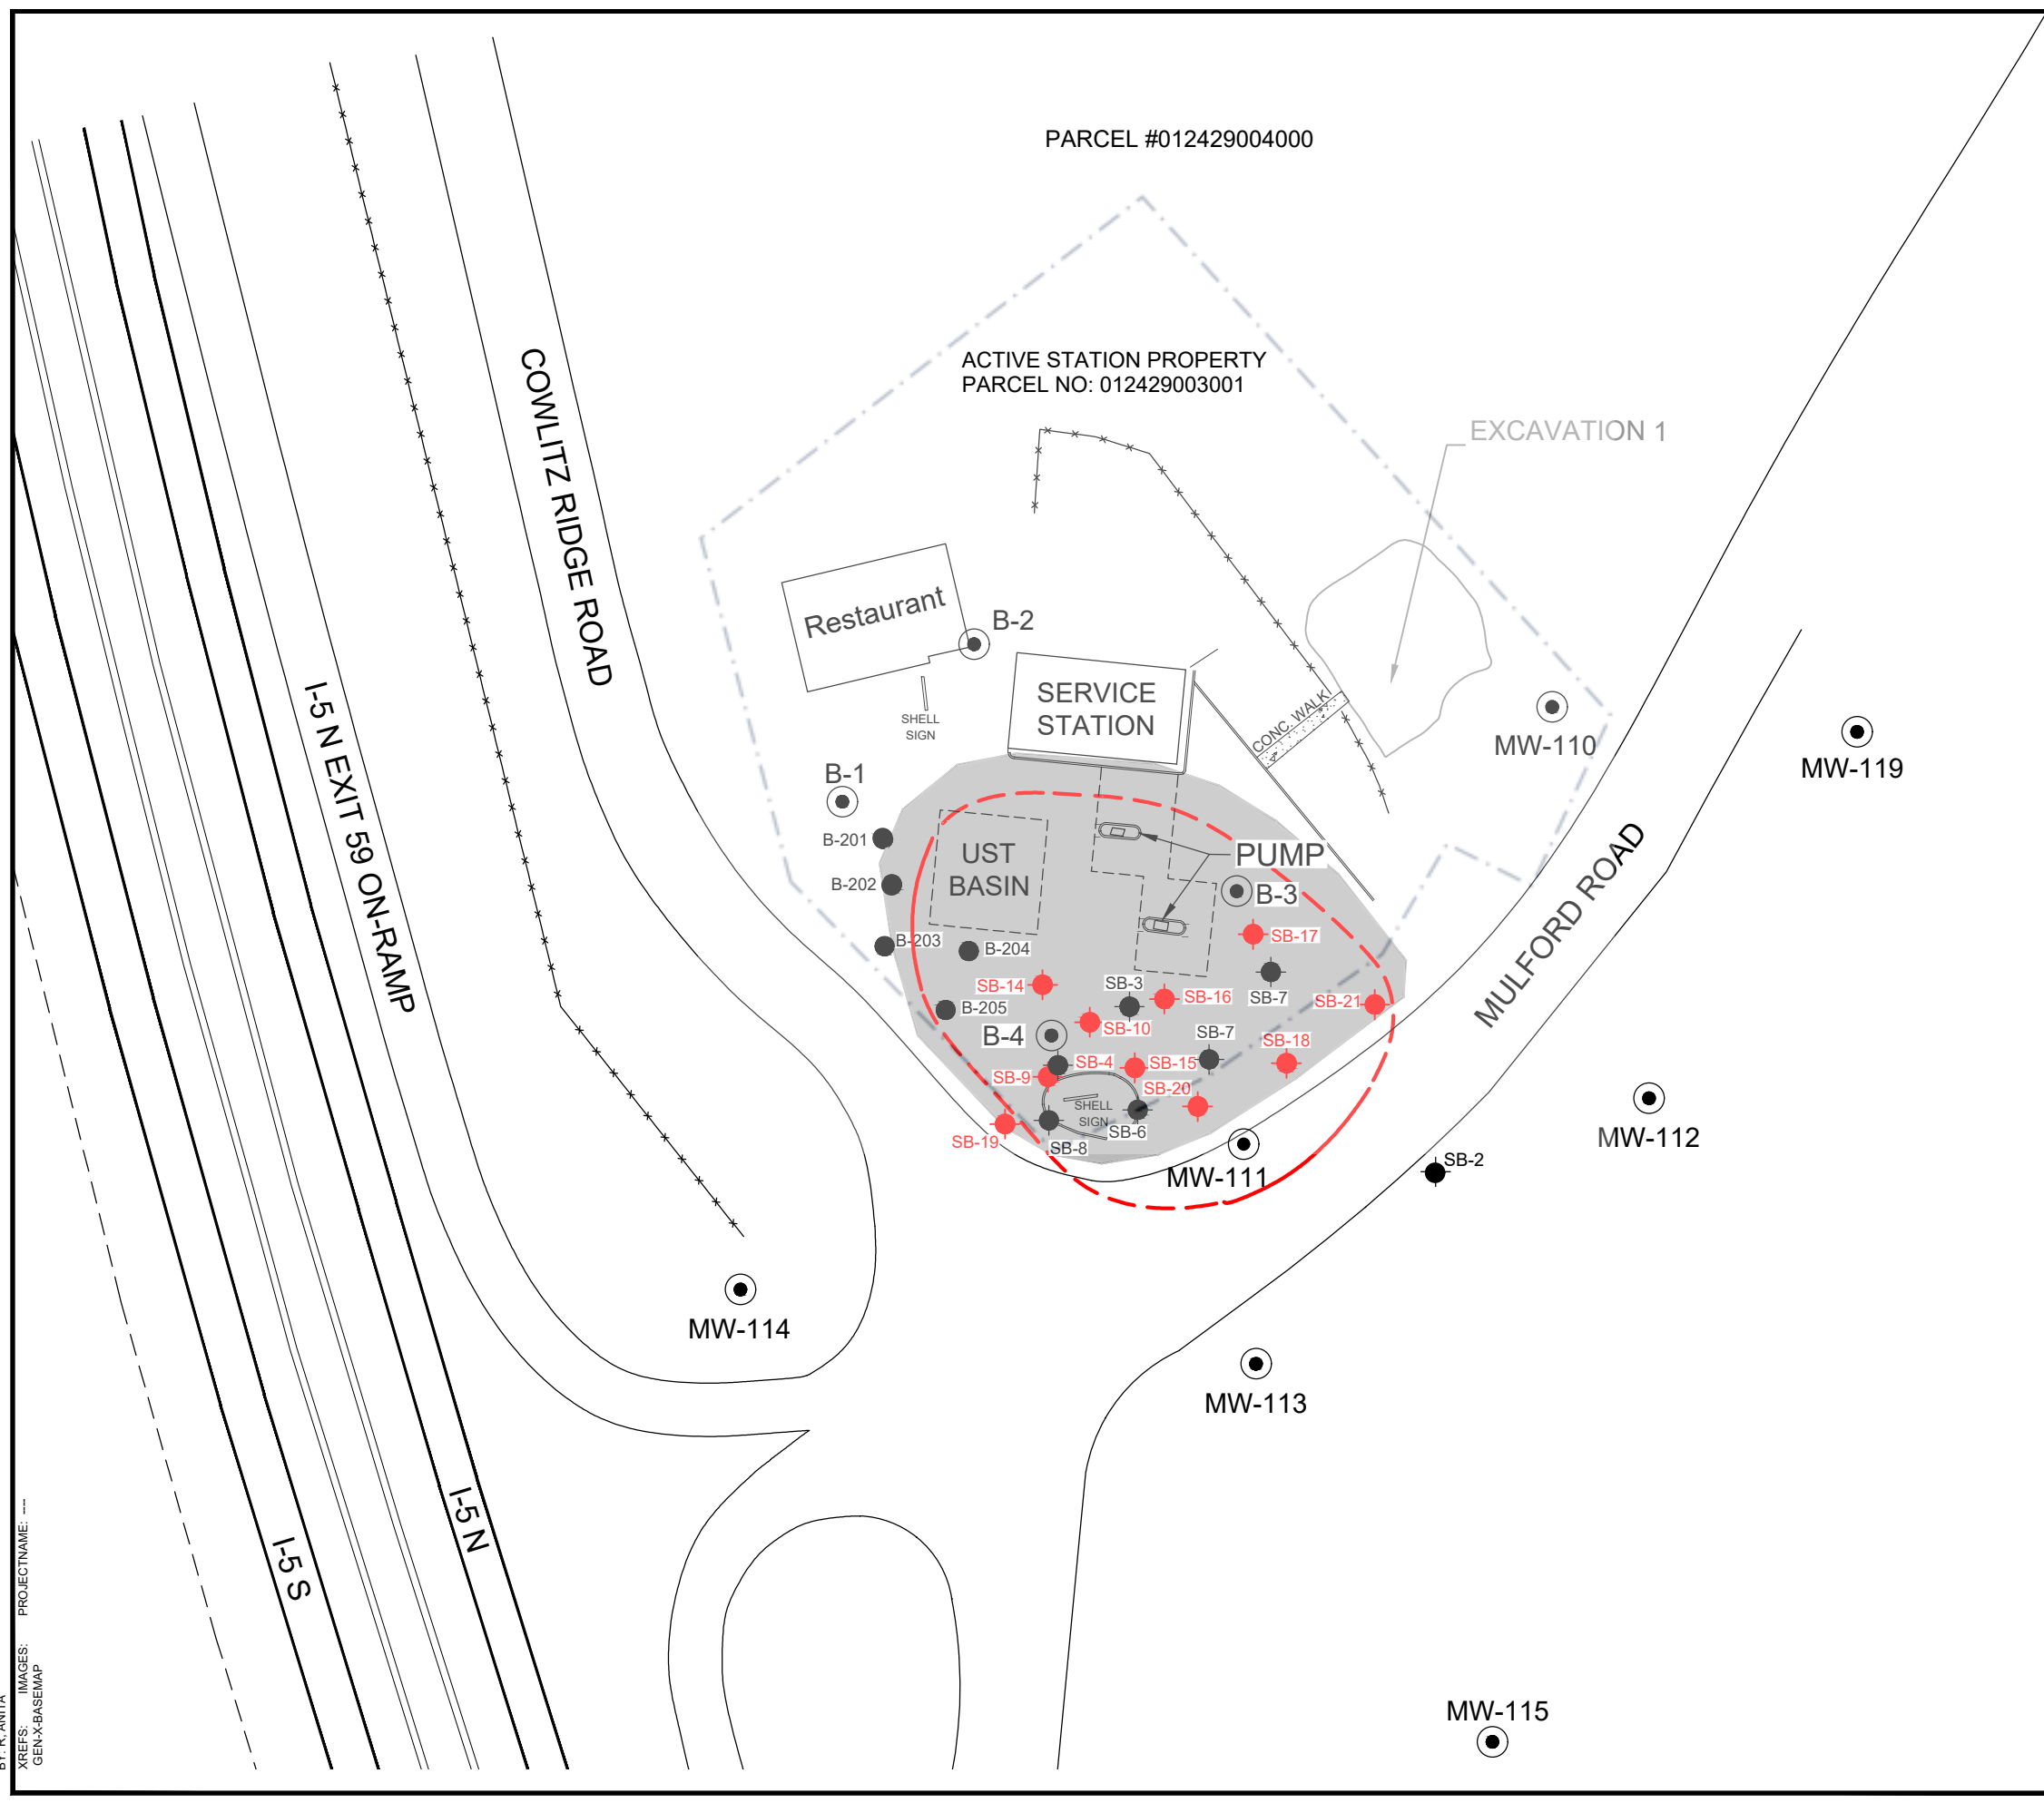 PARCEL #012429004000
ACTIVE STATION PROPERTY
PARCEL NO: 012429003001
EXCAVATION 1
COWLITZ RIDGE ROAD
Restaurant
B-2
SERVICE
STATION
SHELL
SIGN
CONC. WALK
MW-110
MW-119
B-1
I-5 N EXIT 59 ON-RAMP
B-201
UST
BASIN
PUMP
B-202
B-3
MULFORD ROAD
B-203
B-204
SB-17
SB-14
SB-3
SB-16
SB-7
SB-21
B-205
SB-10
B-4
SB-7
SB-18
SB-4
SB-15
SB-9
SB-20
SHELL
SIGN
SB-6
SB-19
SB-8
MW-111
MW-112
SB-2
MW-114
MW-113
I-5 N
I-5 S
MW-115
BY: R, ANITA
XREFS: IMAGES: PROJECTNAME: ----
GEN-X-BASEMAP